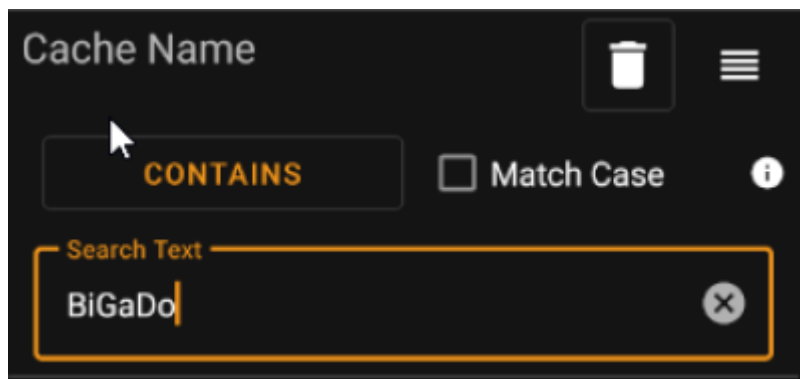 Cache Name
CONTAINS
Match Case
Search Text
BiGaDo